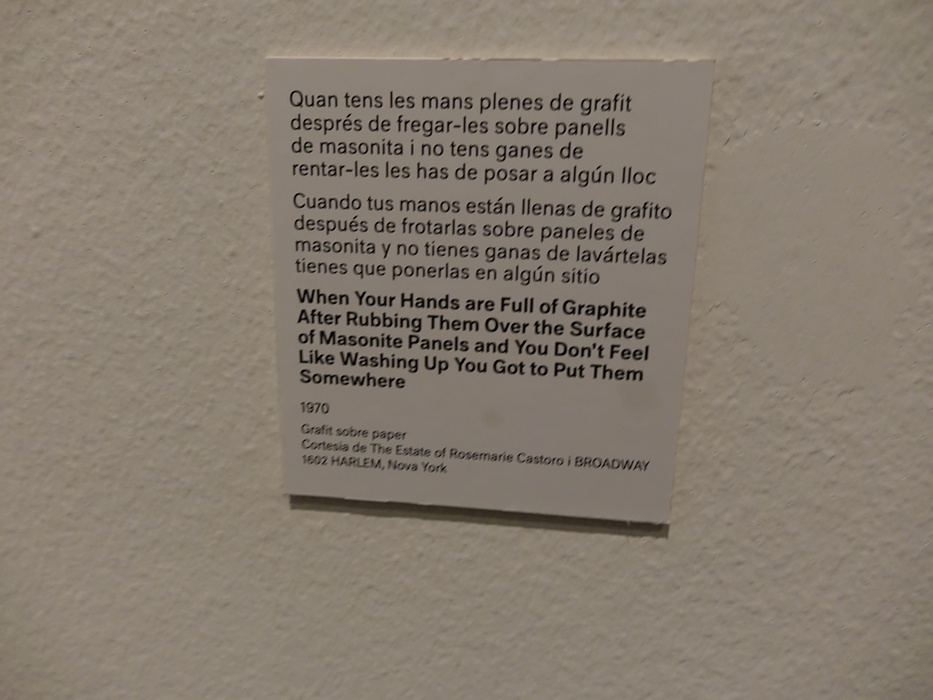 Quan tens les mans plenes de grafit
després de fregar-les sobre panells
de masonita i no tens ganes de
rentar-les les has de posar a algún lloc
Cuando tus manos están llenas de grafito
después de frotarlas sobre paneles de
masonita y no tienes ganas de lavártelas
tienes que ponerlas en algún sitio
When Your Hands are Full of Graphite
After Rubbing Them Over the Surface
of Masonite Panels and You Don't Feel
Like Washing Up You Got to Put Them
Somewhere
1970
Grafit sobre paper
Cortesia de The Estate of Rosemarie Castoro i BROADWAY
1602 HARLEM, Nova York